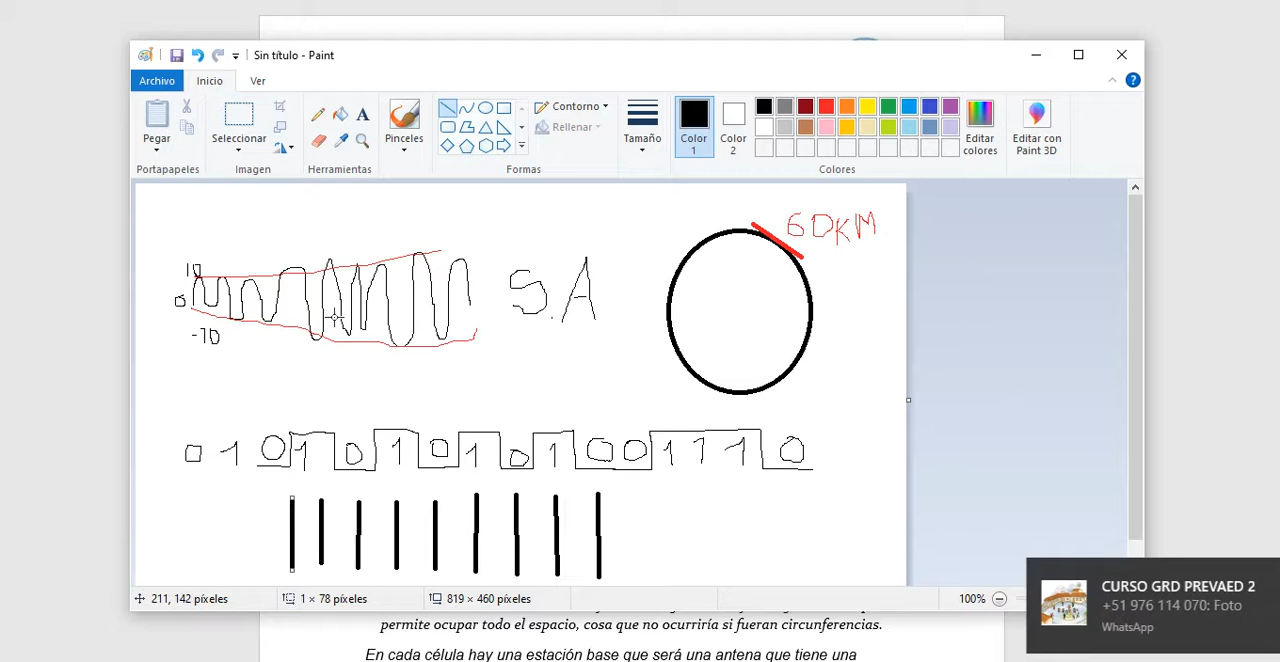 Sin título - Paint
Archivo Inicio Ver
Pegar
Seleccionar
Pinceles
Contorno
Rellenar
Tamaño
Color 1
Color 2
Editar colores
Editar con Paint 3D
Portapapeles Imagen Herramientas Formas Colores
60KM
10
0
S.A
-70
0 1 0 1 0 1 0 1 0 1 0 0 1 1 1 0
211, 142 píxeles 1 × 78 píxeles 819 × 460 píxeles 100%
CURSO GRD PREVAED 2
+51 976 114 070: Foto
WhatsApp
permite ocupar todo el espacio, cosa que no ocurriría si fueran circunferencias.
En cada célula hay una estación base que será una antena que tiene una